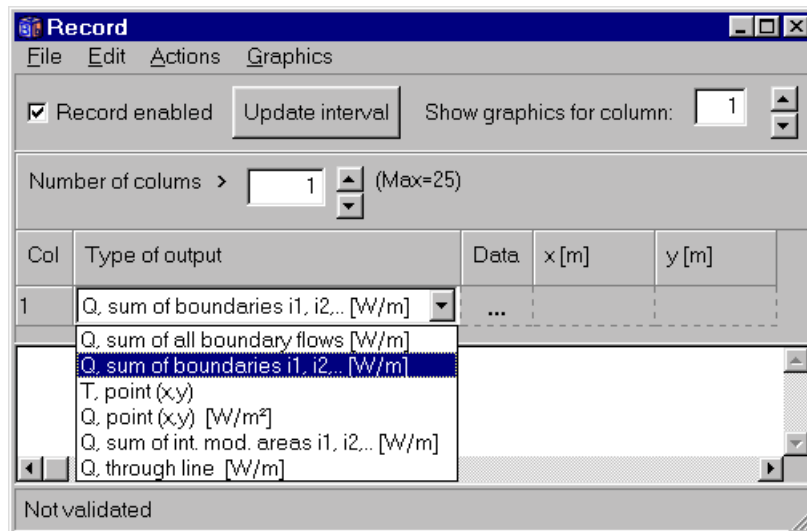 Record
File Edit Actions Graphics
Record enabled Update interval Show graphics for column: 1
Number of colums > 1 (Max=25)
Col Type of output Data x [m] y [m]
1 Q, sum of boundaries i1, i2,.. [W/m] ...
Q, sum of all boundary flows [W/m]
Q, sum of boundaries i1, i2,.. [W/m]
T, point (x,y)
Q, point (x,y) [W/m²]
Q, sum of int. mod. areas i1, i2,.. [W/m]
Q, through line [W/m]
Not validated